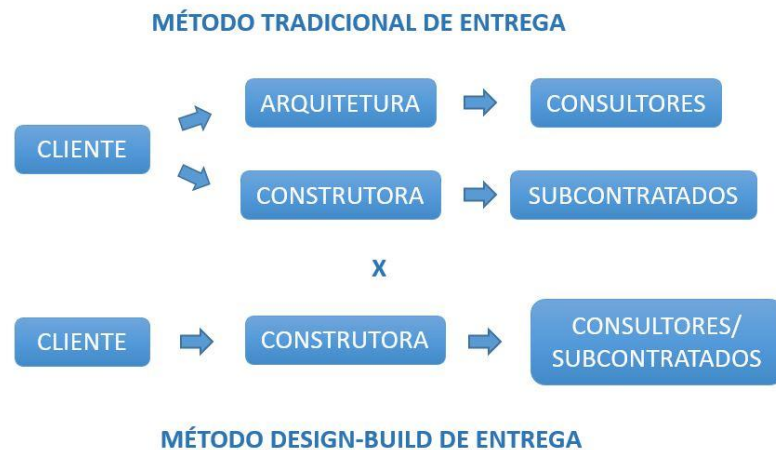 MÉTODO TRADICIONAL DE ENTREGA
ARQUITETURA
CONSULTORES
CLIENTE
CONSTRUTORA
SUBCONTRATADOS
X
CLIENTE
CONSTRUTORA
CONSULTORES/
SUBCONTRATADOS
MÉTODO DESIGN-BUILD DE ENTREGA